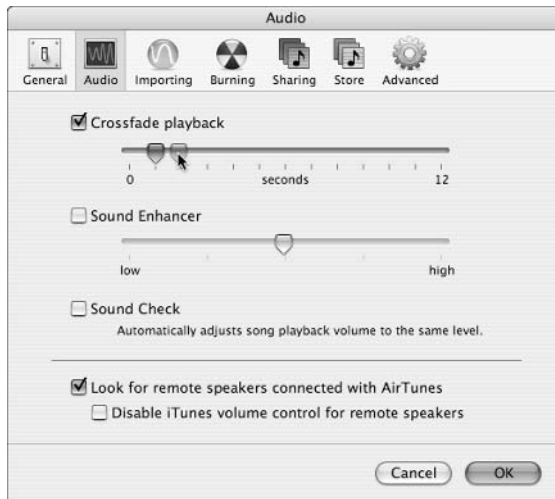 Audio
General Audio Importing Burning Sharing Store Advanced
Crossfade playback
0 seconds 12
Sound Enhancer
low high
Sound Check
Automatically adjusts song playback volume to the same level.
Look for remote speakers connected with AirTunes
Disable iTunes volume control for remote speakers
Cancel OK